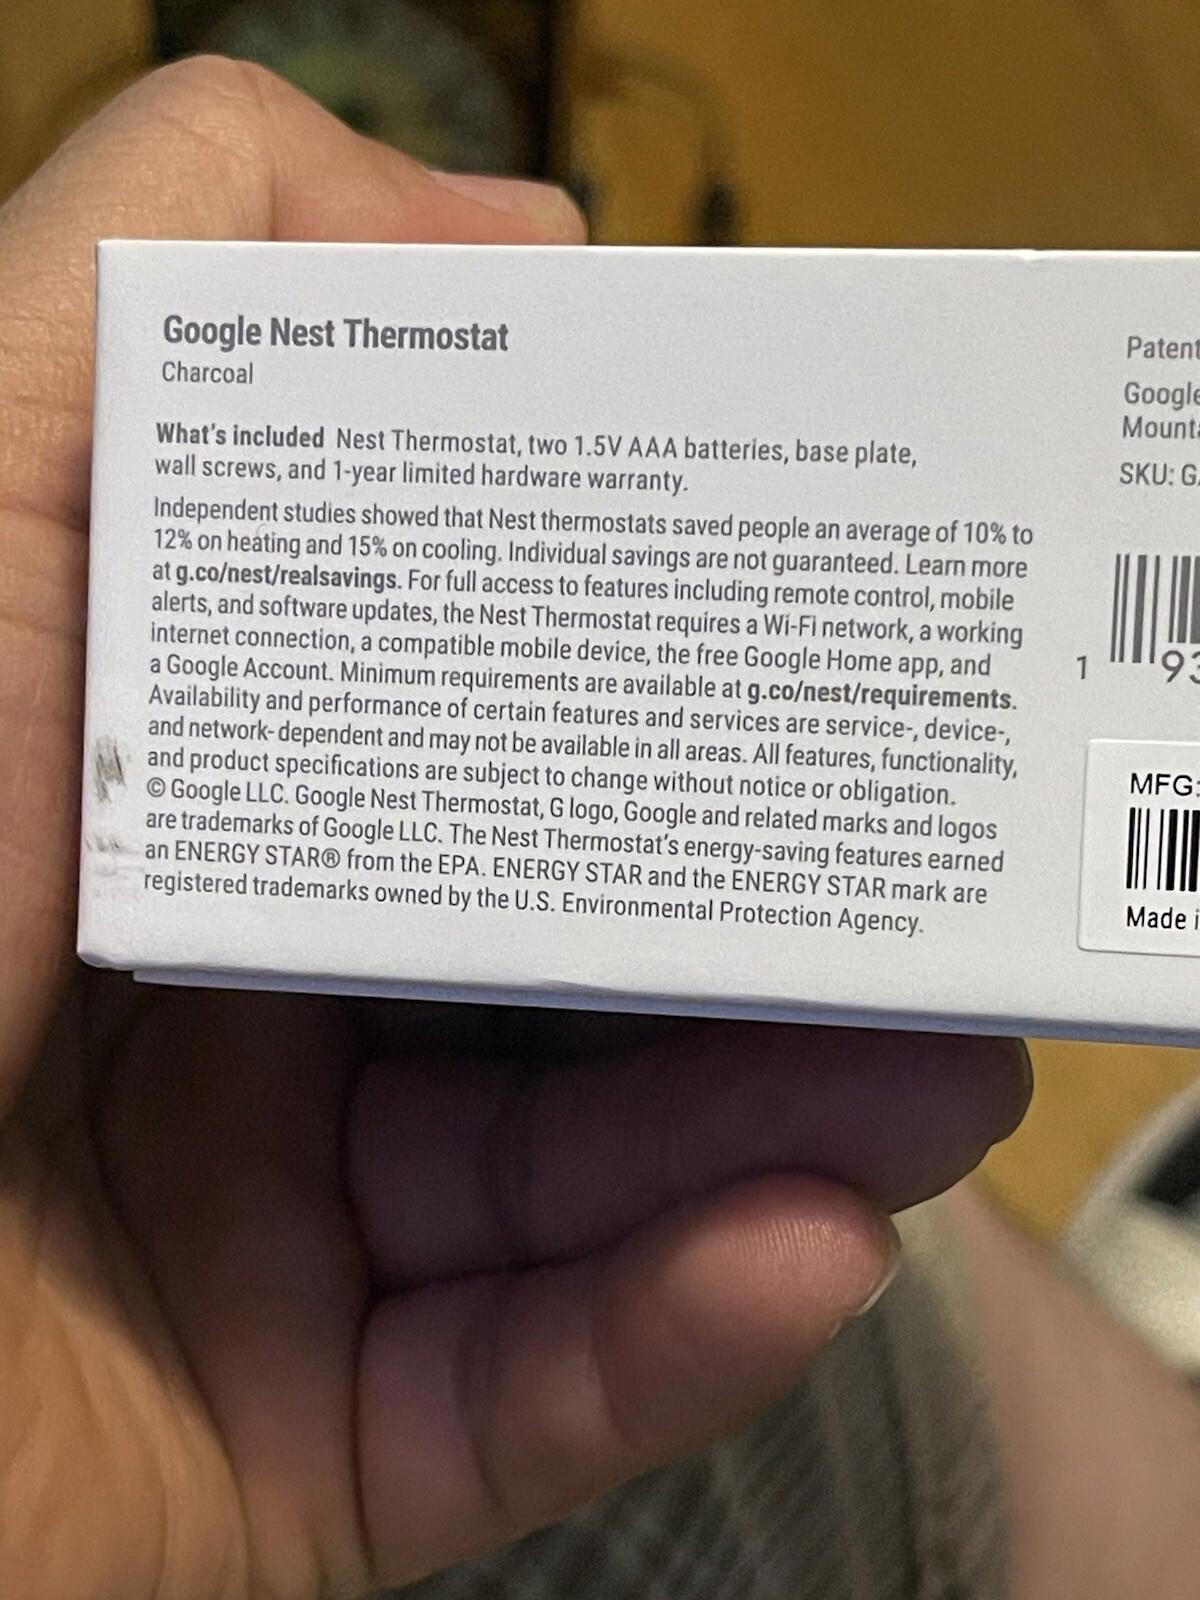 Google Nest Thermostat
Charcoal
What's included Nest Thermostat, two 1.5V AAA batteries, base plate,
wall screws, and 1-year limited hardware warranty.
Independent studies showed that Nest thermostats saved people an average of 10% to
12% on heating and 15% on cooling. Individual savings are not guaranteed. Learn more
at g.co/nest/realsavings. For full access to features including remote control, mobile
alerts, and software updates, the Nest Thermostat requires a Wi-Fi network, a working
internet connection, a compatible mobile device, the free Google Home app, and
a Google Account. Minimum requirements are available at g.co/nest/requirements.
Availability and performance of certain features and services are service-, device-,
and network-dependent and may not be available in all areas. All features, functionality,
and product specifications are subject to change without notice or obligation.
© Google LLC. Google Nest Thermostat, G logo, Google and related marks and logos
are trademarks of Google LLC. The Nest Thermostat's energy-saving features earned
an ENERGY STAR® from the EPA. ENERGY STAR and the ENERGY STAR mark are
registered trademarks owned by the U.S. Environmental Protection Agency.
Patent
Google
Mounta
SKU: G
1 93
MFG:
Made i